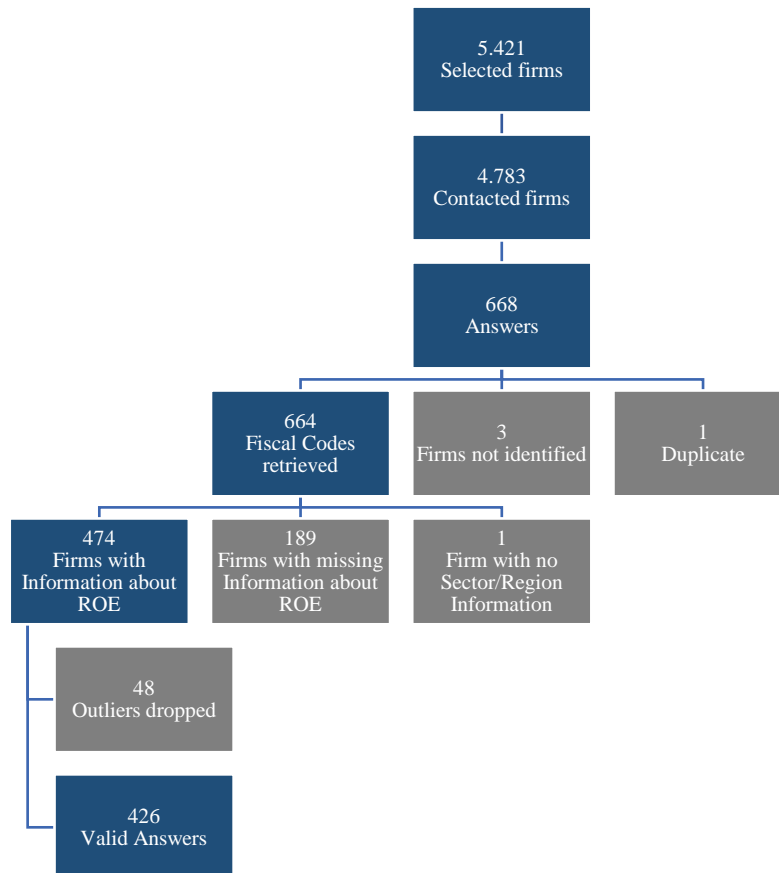 5.421
Selected firms
4.783
Contacted firms
668
Answers
664
Fiscal Codes
retrieved
3
Firms not identified
1
Duplicate
474
Firms with
Information about
ROE
189
Firms with missing
Information about
ROE
1
Firm with no
Sector/Region
Information
48
Outliers dropped
426
Valid Answers